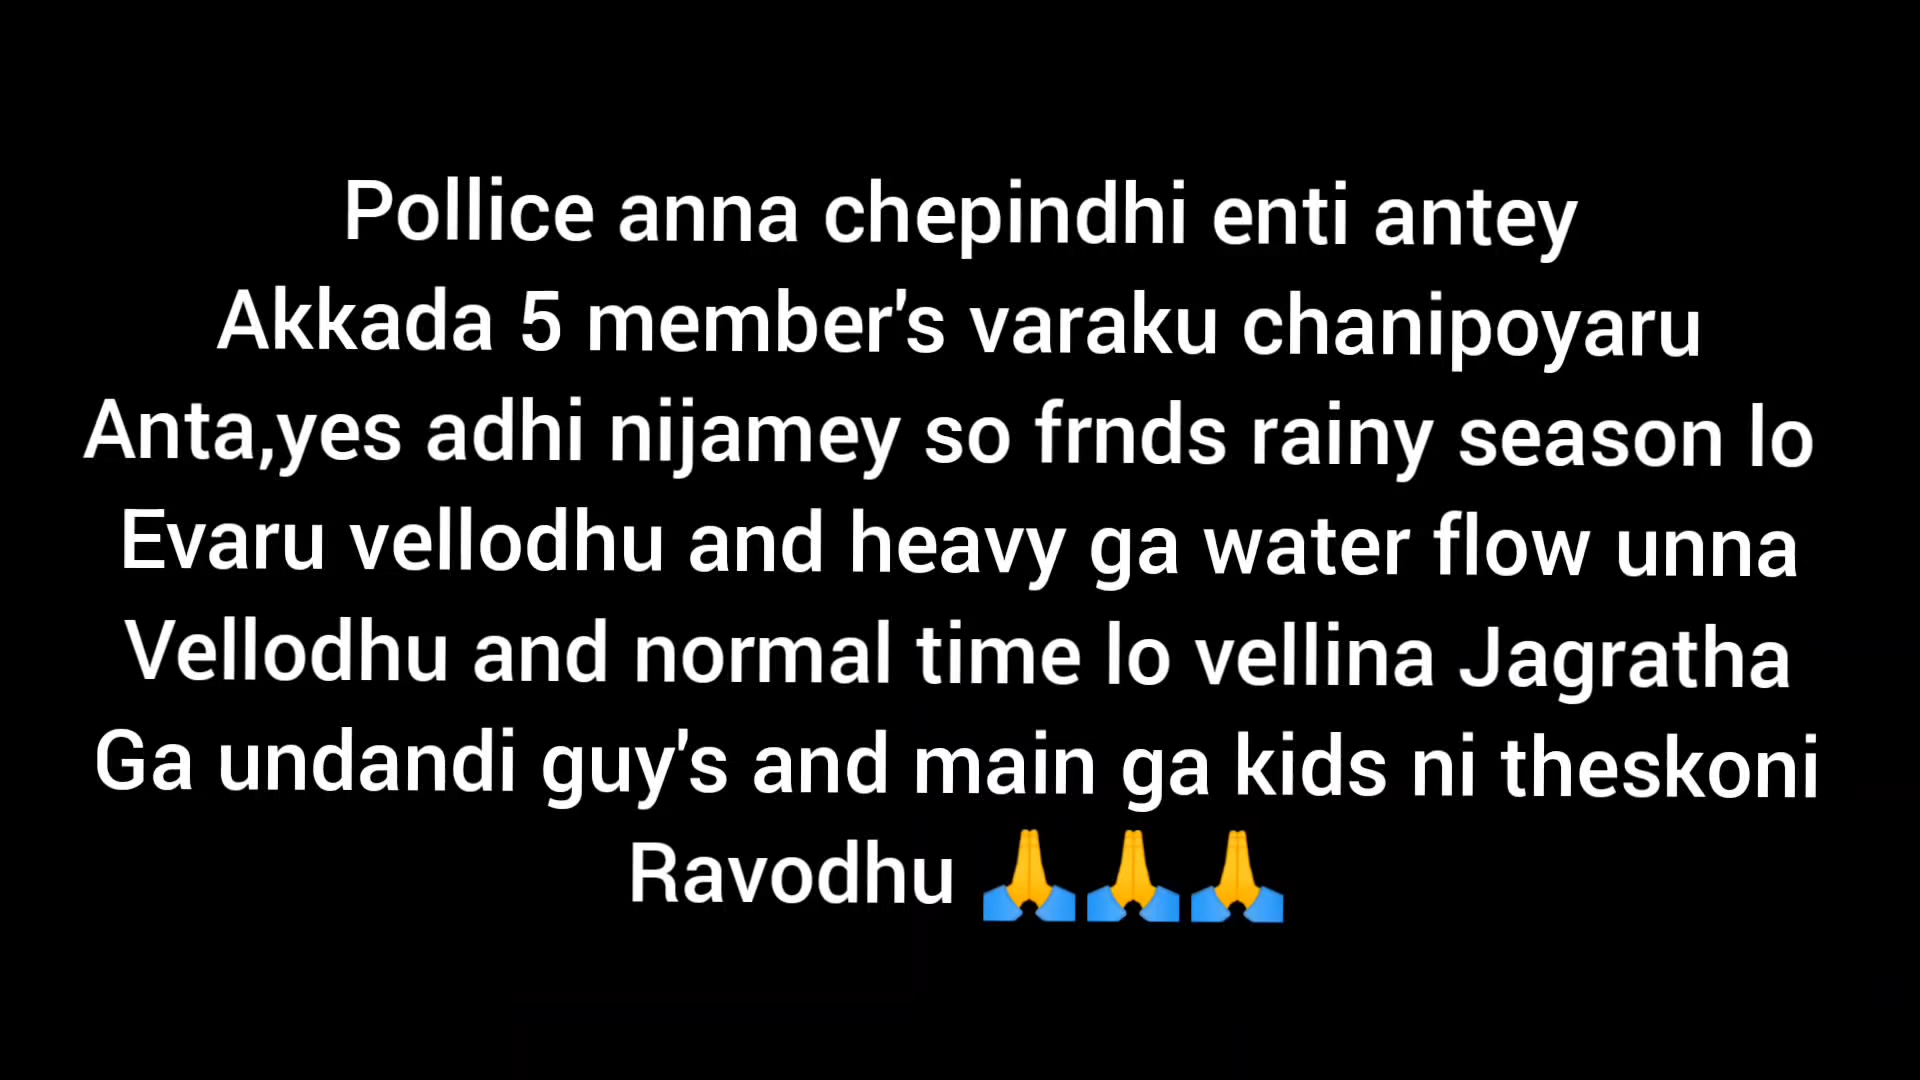 Pollice anna chepindhi enti antey
Akkada 5 member's varaku chanipoyaru
Anta,yes adhi nijamey so frnds rainy season lo
Evaru vellodhu and heavy ga water flow unna
Vellodhu and normal time lo vellina Jagratha
Ga undandi guy's and main ga kids ni theskoni
Ravodhu 🙏🙏🙏